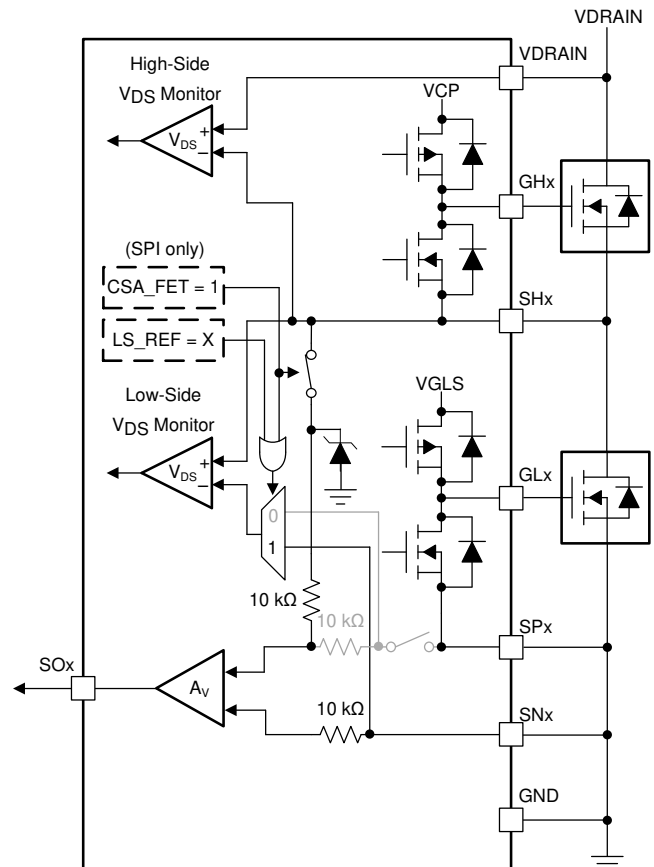 VDRAIN
VDRAIN
High-Side
VDS Monitor
VCP
VDS
+
−
GHx
(SPI only)
CSA_FET = 1
SHx
LS_REF = X
Low-Side
VDS Monitor
VGLS
VDS
+
−
GLx
0
1
10 kΩ
10 kΩ
SPx
SOx
AV
10 kΩ
SNx
GND